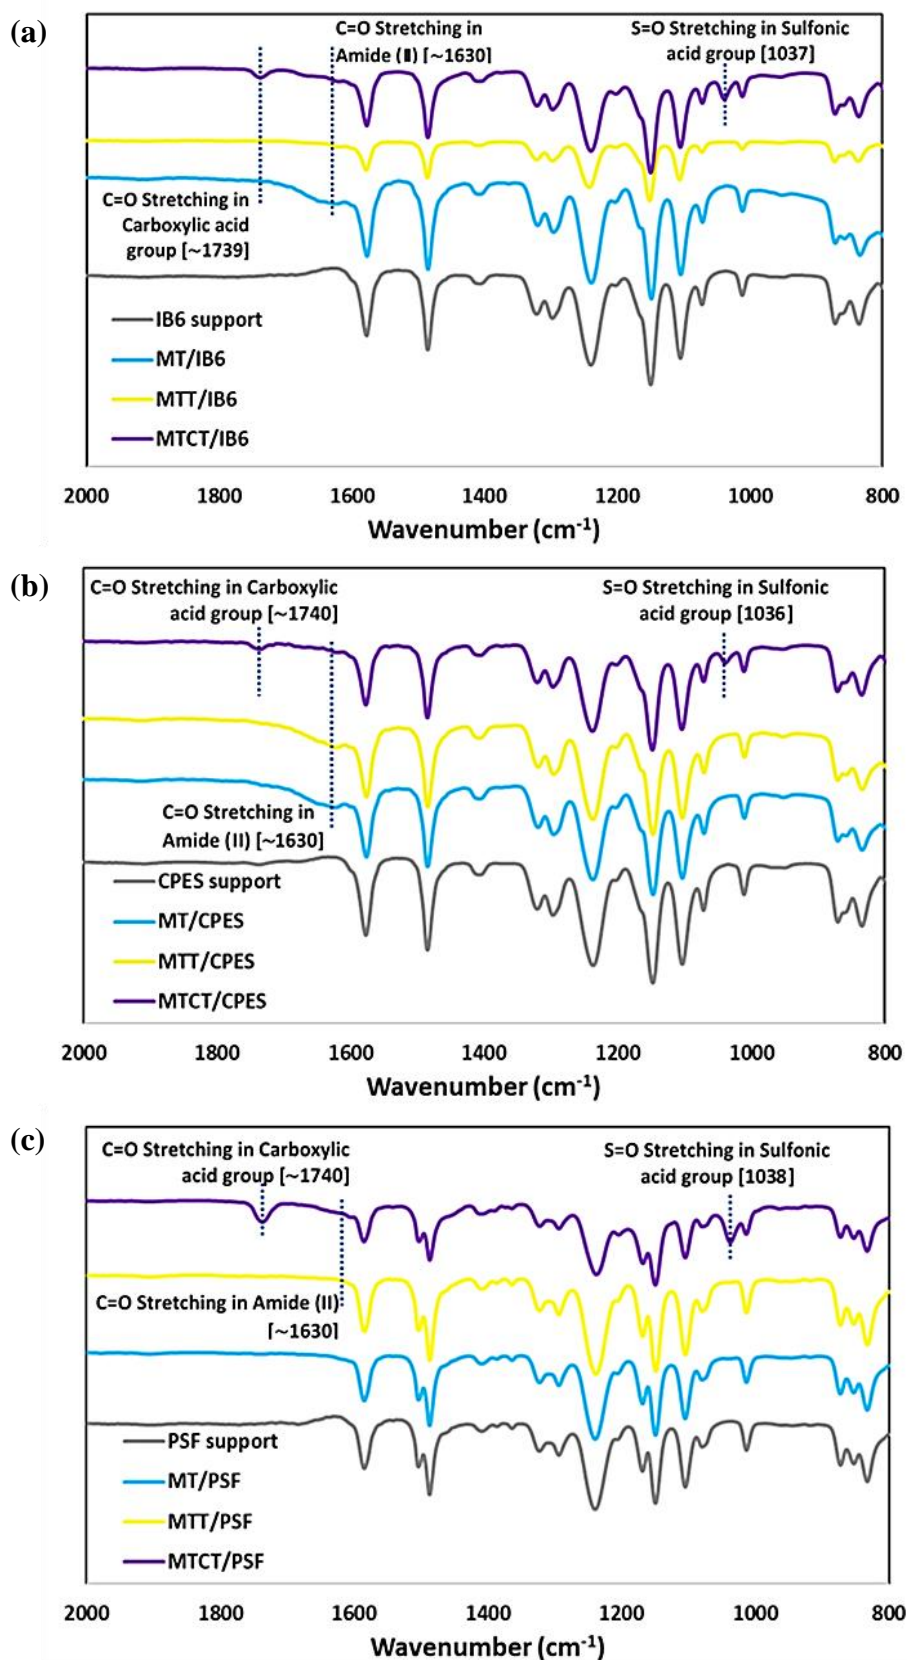 (a)
C=O Stretching in
Amide (II) [~1630]
S=O Stretching in Sulfonic
acid group [1037]
C=O Stretching in
Carboxylic acid
group [~1739]
IB6 support
MT/IB6
MTT/IB6
MTCT/IB6
2000 1800 1600 1400 1200 1000 800
Wavenumber (cm⁻¹)
(b)
C=O Stretching in Carboxylic
acid group [~1740]
S=O Stretching in Sulfonic
acid group [1036]
C=O Stretching in
Amide (II) [~1630]
CPES support
MT/CPES
MTT/CPES
MTCT/CPES
2000 1800 1600 1400 1200 1000 800
Wavenumber (cm⁻¹)
(c)
C=O Stretching in Carboxylic
acid group [~1740]
S=O Stretching in Sulfonic
acid group [1038]
C=O Stretching in Amide (II)
[~1630]
PSF support
MT/PSF
MTT/PSF
MTCT/PSF
2000 1800 1600 1400 1200 1000 800
Wavenumber (cm⁻¹)